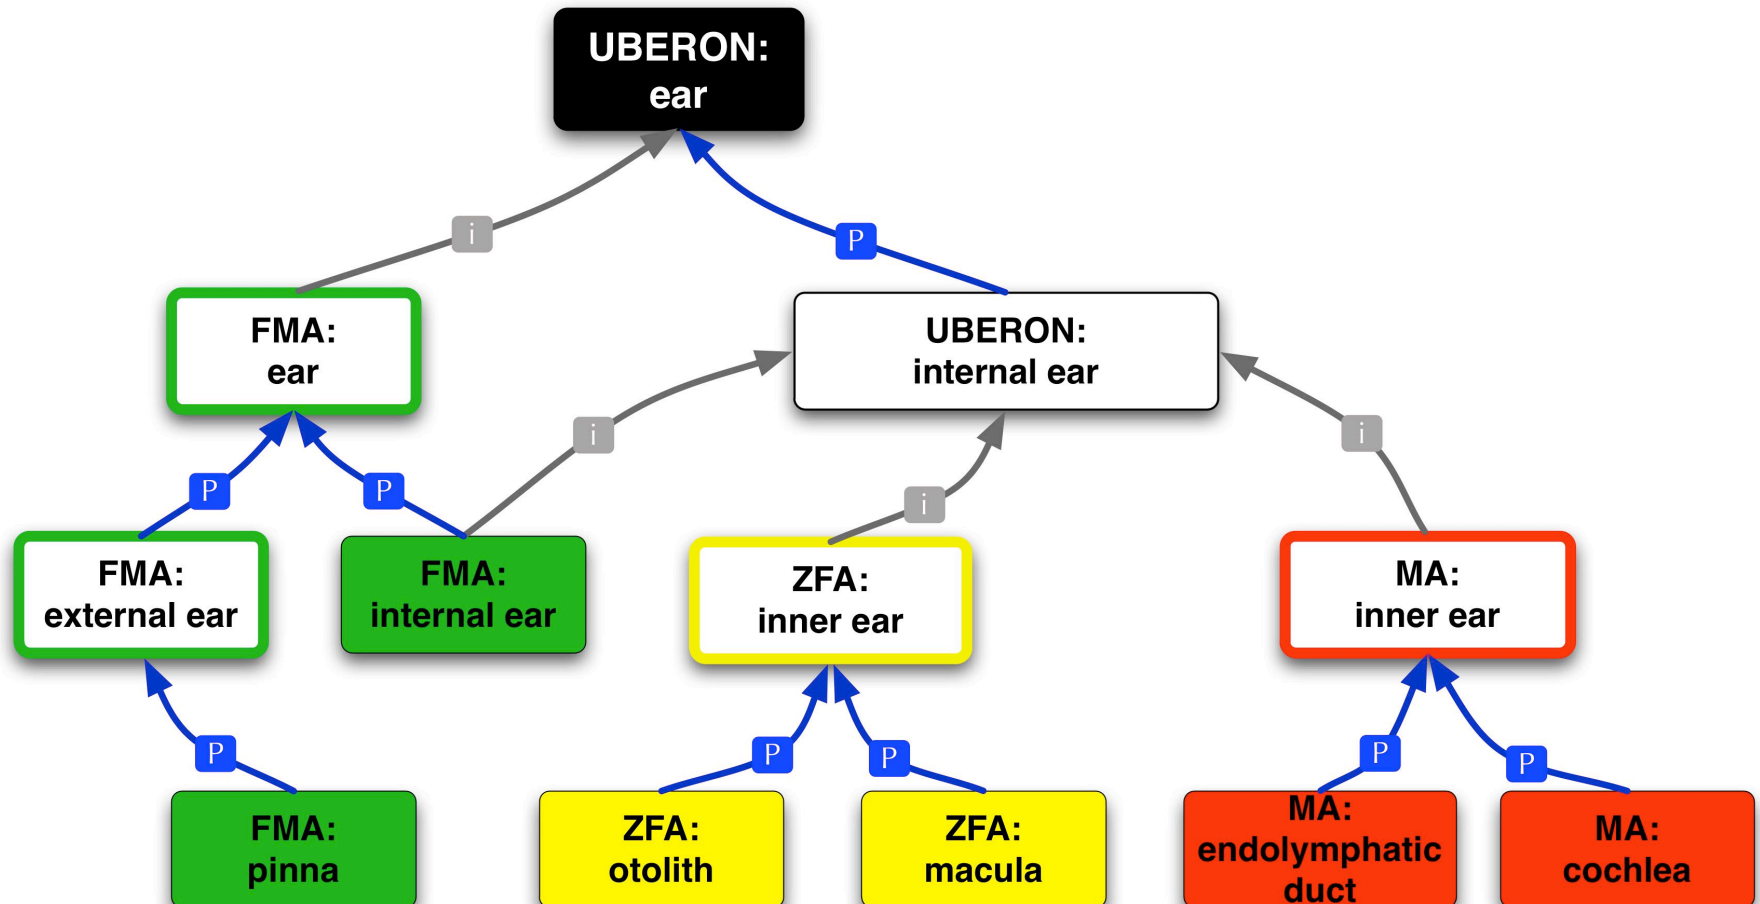 UBERON:
ear
i
P
FMA:
ear
UBERON:
internal ear
i
i
P
P
i
FMA:
external ear
FMA:
internal ear
ZFA:
inner ear
MA:
inner ear
P
P
P
P
P
FMA:
pinna
ZFA:
otolith
ZFA:
macula
MA:
endolymphatic
duct
MA:
cochlea